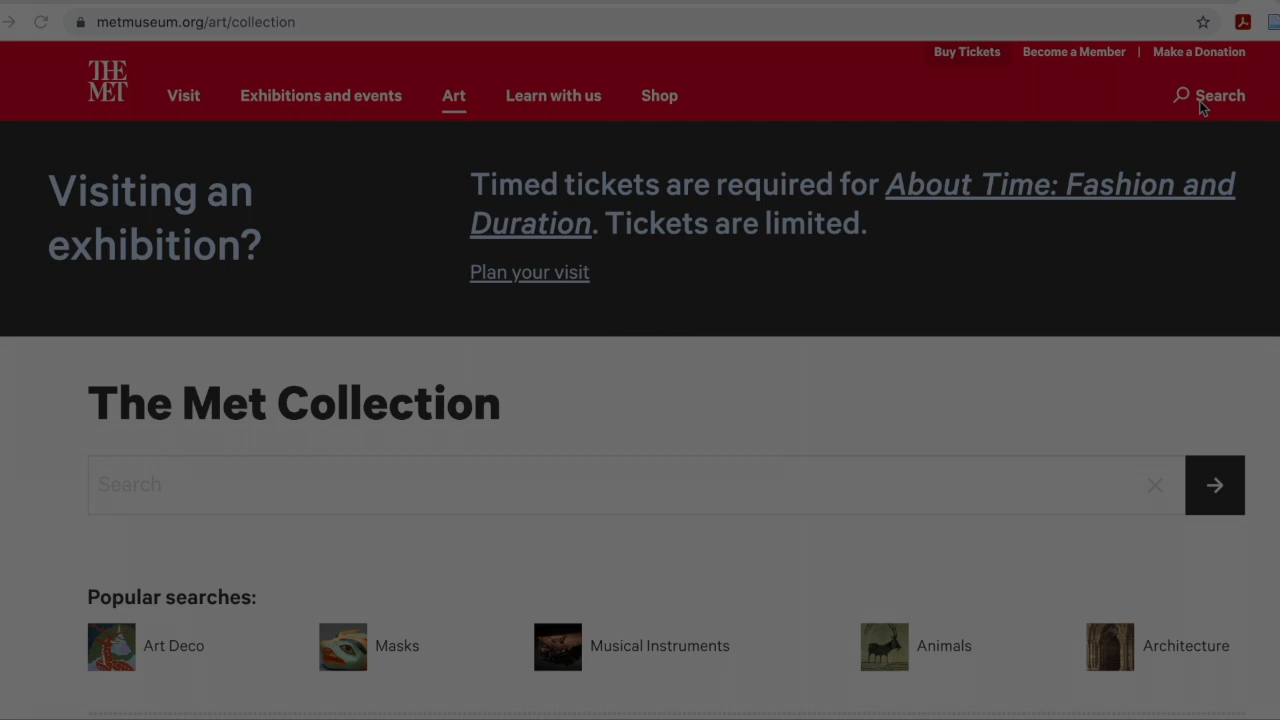 metmuseum.org/art/collection
Buy Tickets Become a Member | Make a Donation
THE MET
Visit Exhibitions and events Art Learn with us Shop Search
Visiting an
exhibition?
Timed tickets are required for About Time: Fashion and
Duration. Tickets are limited.
Plan your visit
The Met Collection
Search
Popular searches:
Art Deco Masks Musical Instruments Animals Architecture